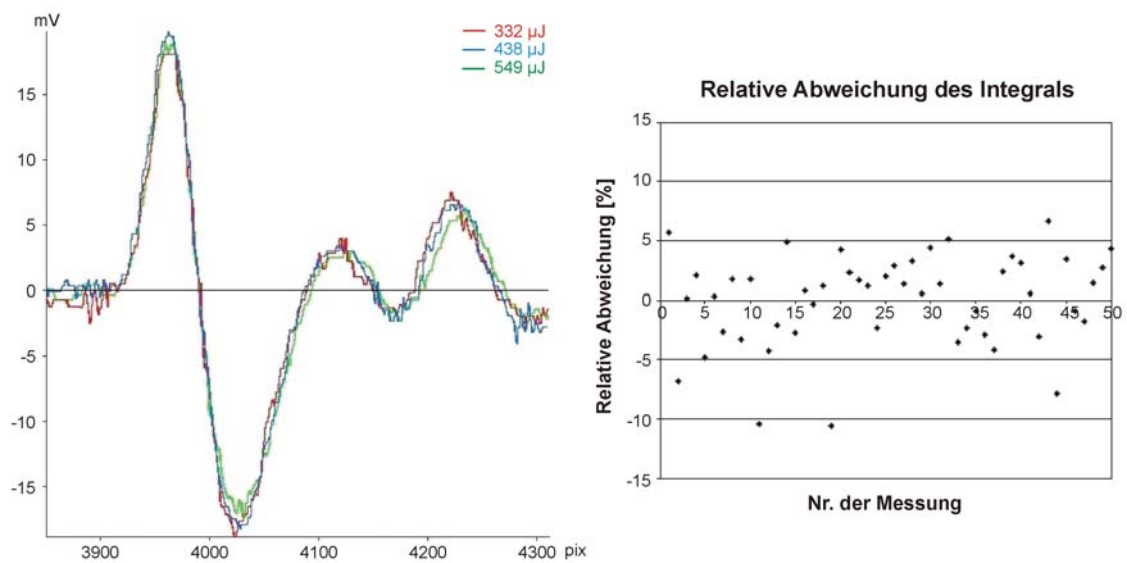 mV
332 µJ
438 µJ
549 µJ
15
10
5
0
-5
-10
-15
3900 4000 4100 4200 4300 pix
Relative Abweichung des Integrals
Relative Abweichung [%]
15
10
5
0
-5
-10
-15
0 5 10 15 20 25 30 35 40 45 50
Nr. der Messung